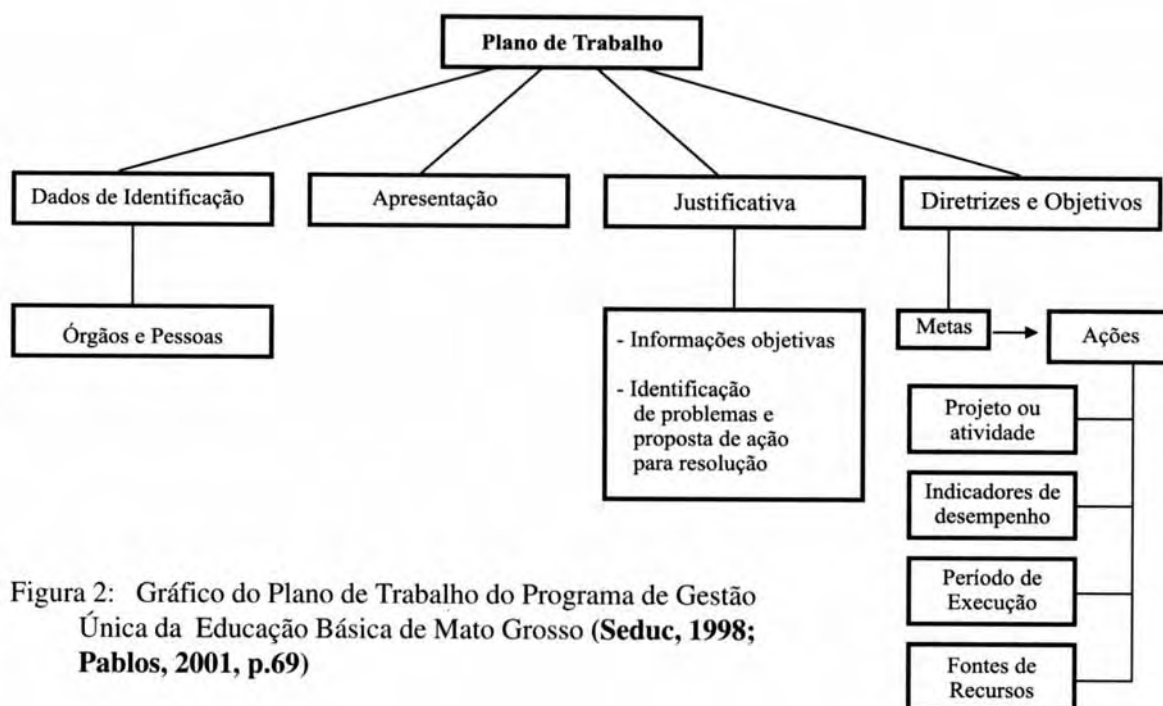 Plano de Trabalho
Dados de Identificação
Apresentação
Justificativa
Diretrizes e Objetivos
Órgãos e Pessoas
- Informações objetivas
- Identificação
de problemas e
proposta de ação
para resolução
Metas
Ações
Projeto ou
atividade
Indicadores de
desempenho
Período de
Execução
Fontes de
Recursos
Figura 2: Gráfico do Plano de Trabalho do Programa de Gestão
Única da Educação Básica de Mato Grosso (Seduc, 1998;
Pablos, 2001, p.69)